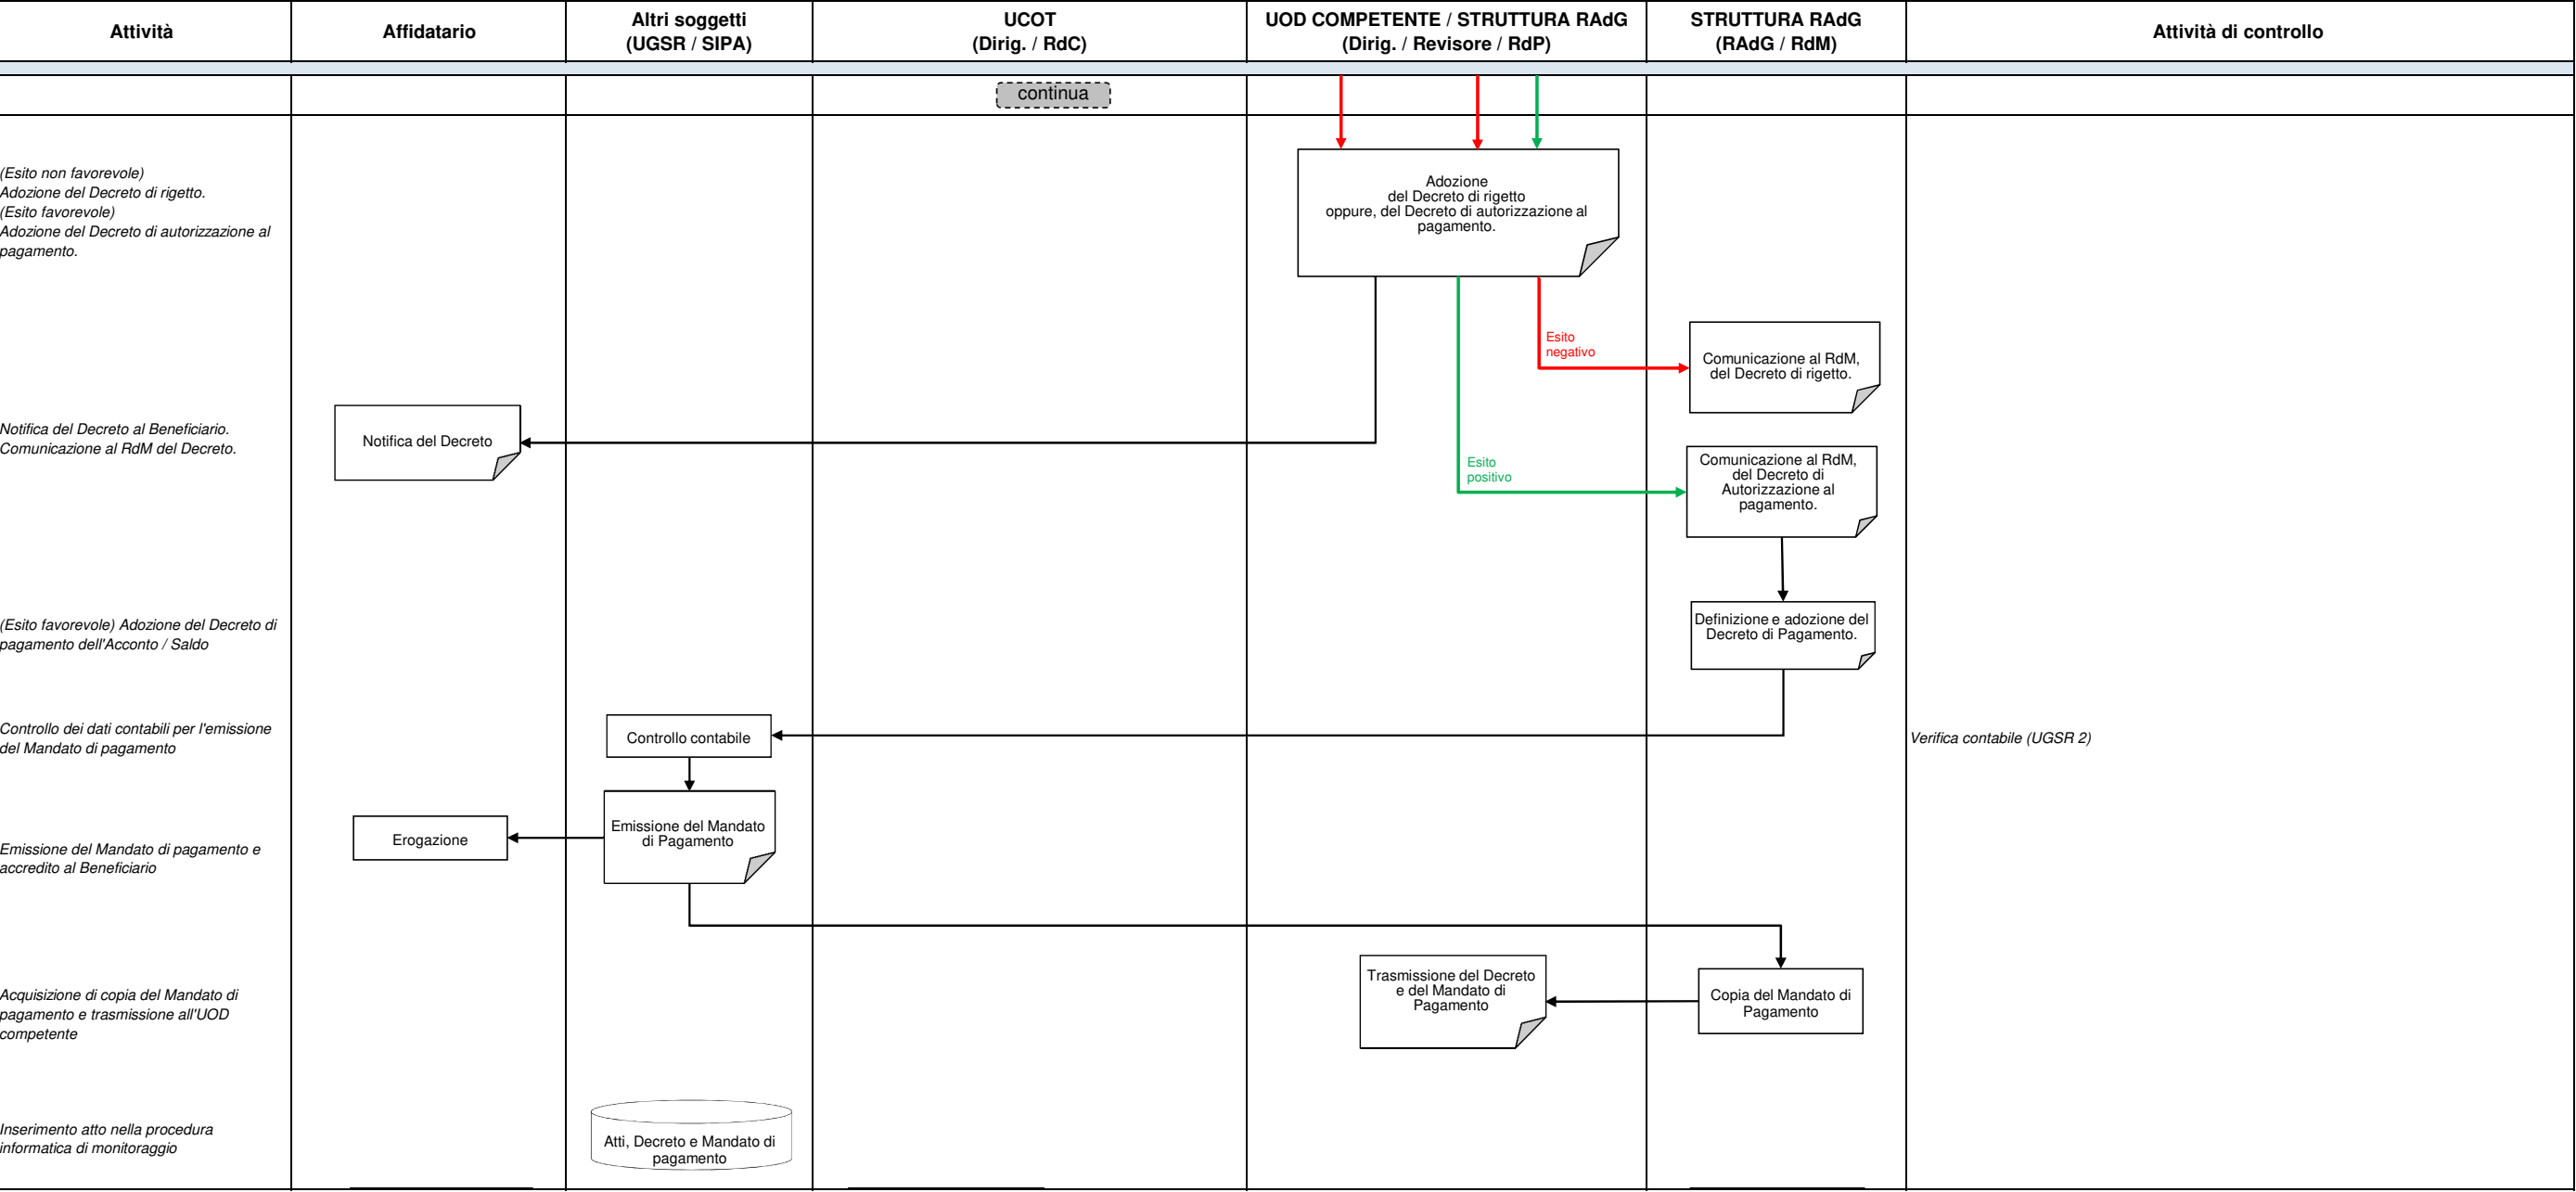 Attività
Affidatario
Altri soggetti
(UGSR / SIPA)
UCOT
(Dirig. / RdC)
UOD COMPETENTE / STRUTTURA RAdG
(Dirig. / Revisore / RdP)
STRUTTURA RAdG
(RAdG / RdM)
Attività di controllo
continua
(Esito non favorevole)
Adozione del Decreto di rigetto.
(Esito favorevole)
Adozione del Decreto di autorizzazione al
pagamento.
Adozione
del Decreto di rigetto
oppure, del Decreto di autorizzazione al
pagamento.
Esito
negativo
Comunicazione al RdM,
del Decreto di rigetto.
Notifica del Decreto al Beneficiario.
Comunicazione al RdM del Decreto.
Notifica del Decreto
Esito
positivo
Comunicazione al RdM,
del Decreto di
Autorizzazione al
pagamento.
(Esito favorevole) Adozione del Decreto di
pagamento dell'Acconto / Saldo
Definizione e adozione del
Decreto di Pagamento.
Controllo dei dati contabili per l'emissione
del Mandato di pagamento
Controllo contabile
Verifica contabile (UGSR 2)
Emissione del Mandato di pagamento e
accredito al Beneficiario
Erogazione
Emissione del Mandato
di Pagamento
Acquisizione di copia del Mandato di
pagamento e trasmissione all'UOD
competente
Trasmissione del Decreto
e del Mandato di
Pagamento
Copia del Mandato di
Pagamento
Inserimento atto nella procedura
informatica di monitoraggio
Atti, Decreto e Mandato di
pagamento